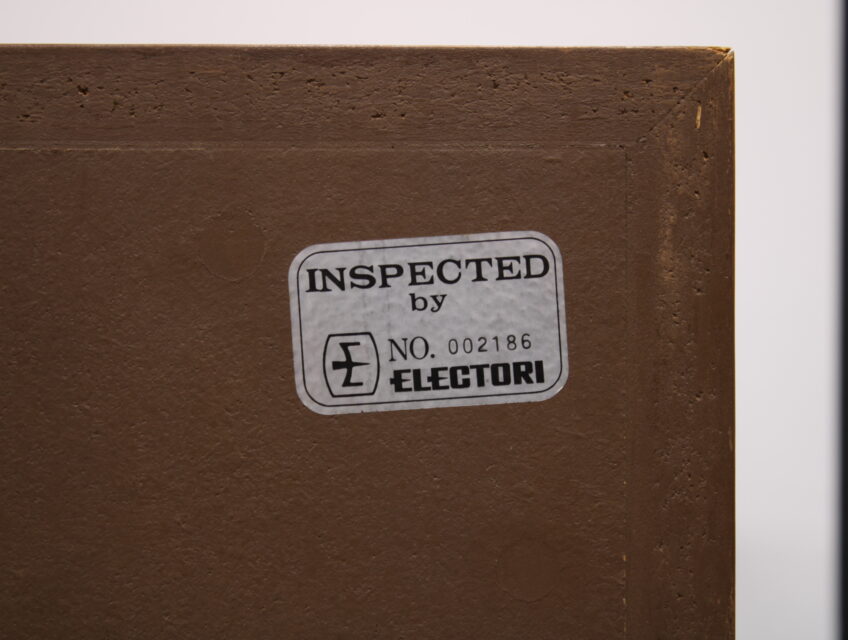 INSPECTED
by
NO. 002186
ELECTORI